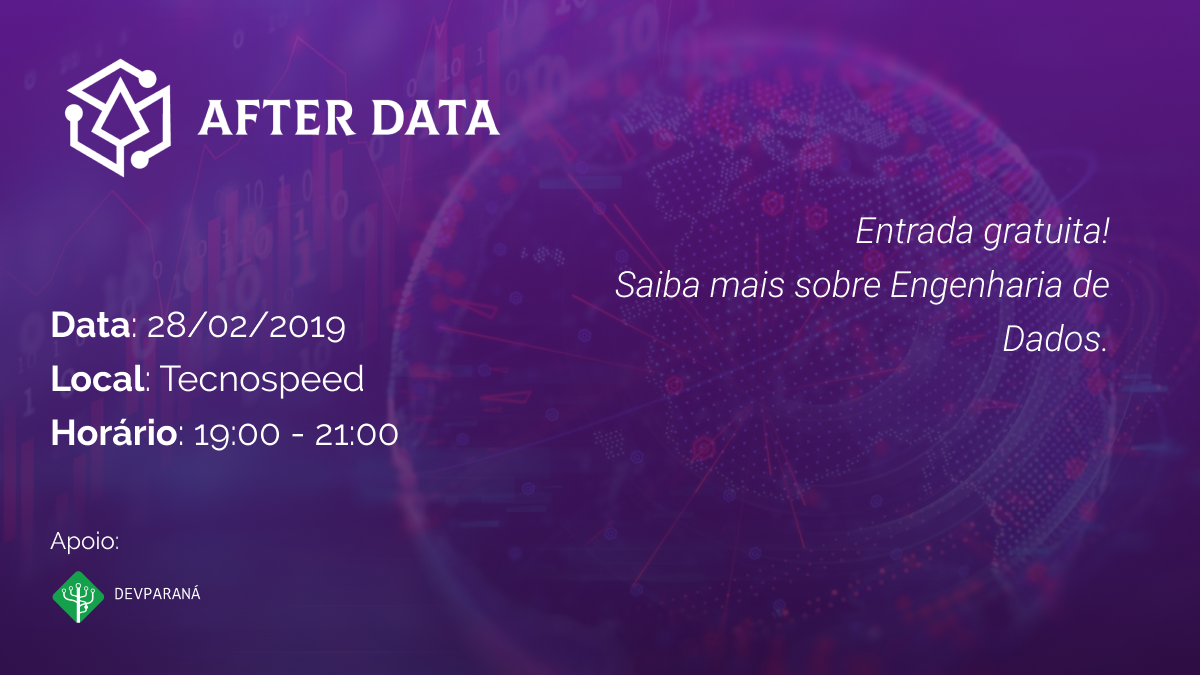 AFTER DATA
Entrada gratuita!
Saiba mais sobre Engenharia de
Dados.
Data: 28/02/2019
Local: Tecnospeed
Horário: 19:00 - 21:00
Apoio:
DEVPARANÁ